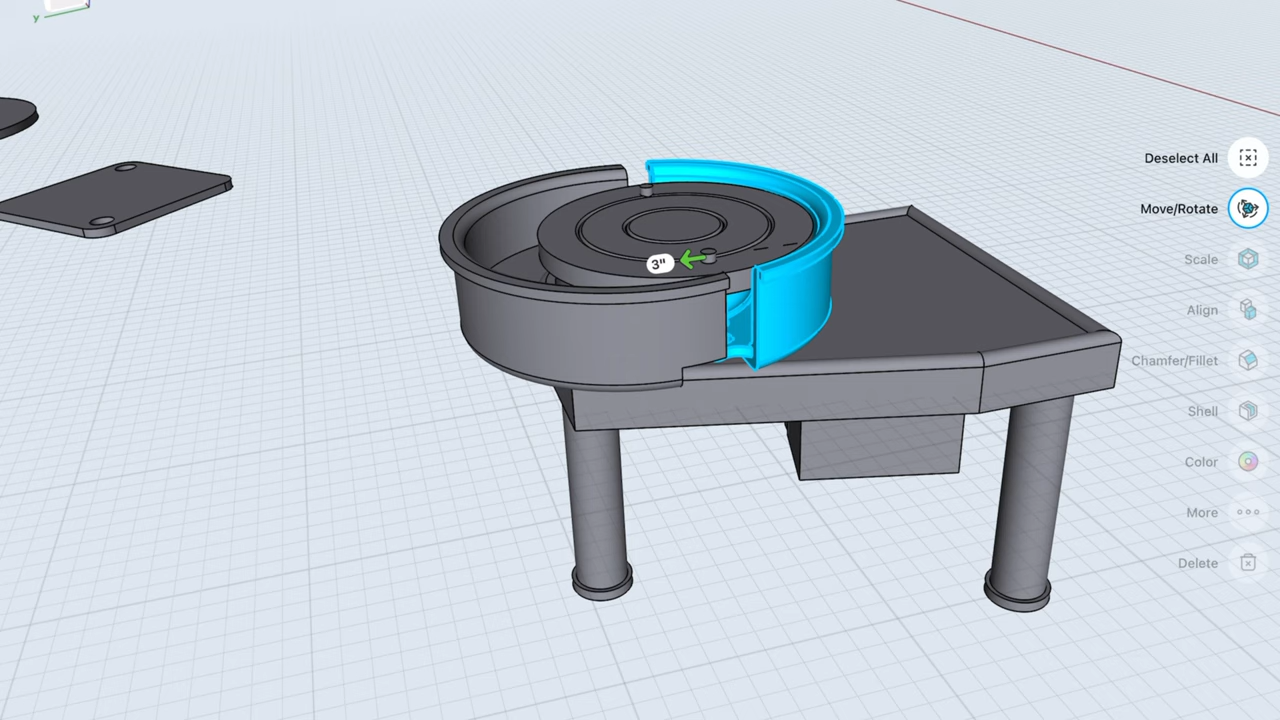 y
Deselect All
Move/Rotate
Scale
3"
Align
Chamfer/Fillet
Shell
Color
More
Delete